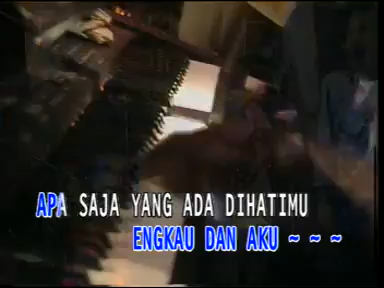 APA SAJA YANG ADA DIHATIMU
ENGKAU DAN AKU ~ ~ ~